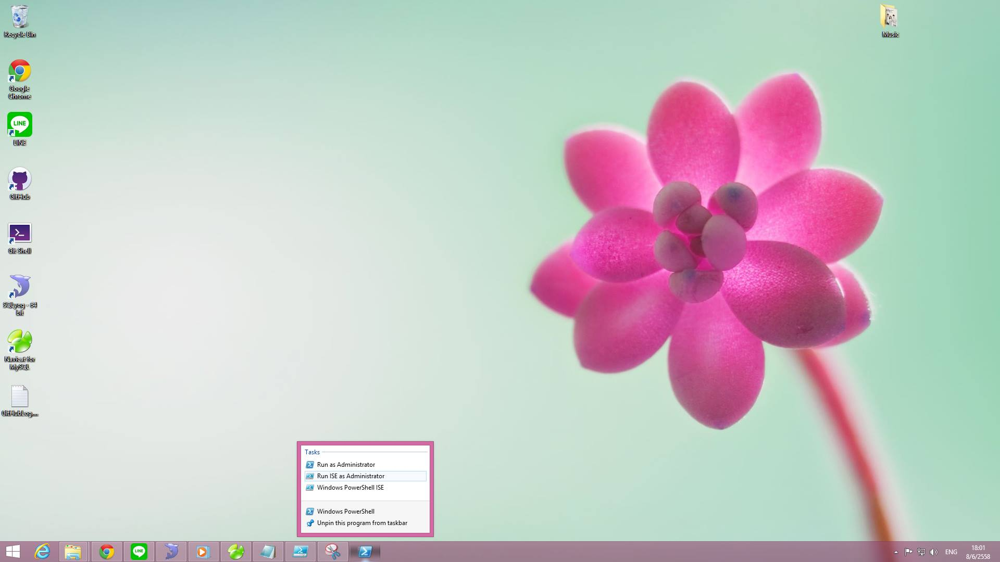 Recycle Bin
Google
Chrome
LINE
LINE
GitHub
Git Shell
SQLyog - 64
bit
Navicat for
MySQL
GitHubLog....
Music
Tasks
Run as Administrator
Run ISE as Administrator
Windows PowerShell ISE
Windows PowerShell
Unpin this program from taskbar
LINE
ENG
18:01
8/6/2558